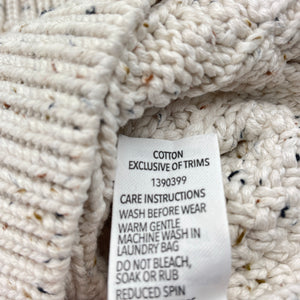 COTTON
EXCLUSIVE OF TRIMS
1390399
CARE INSTRUCTIONS
WASH BEFORE WEAR
WARM GENTLE
MACHINE WASH IN
LAUNDRY BAG
DO NOT BLEACH,
SOAK OR RUB
REDUCED SPIN